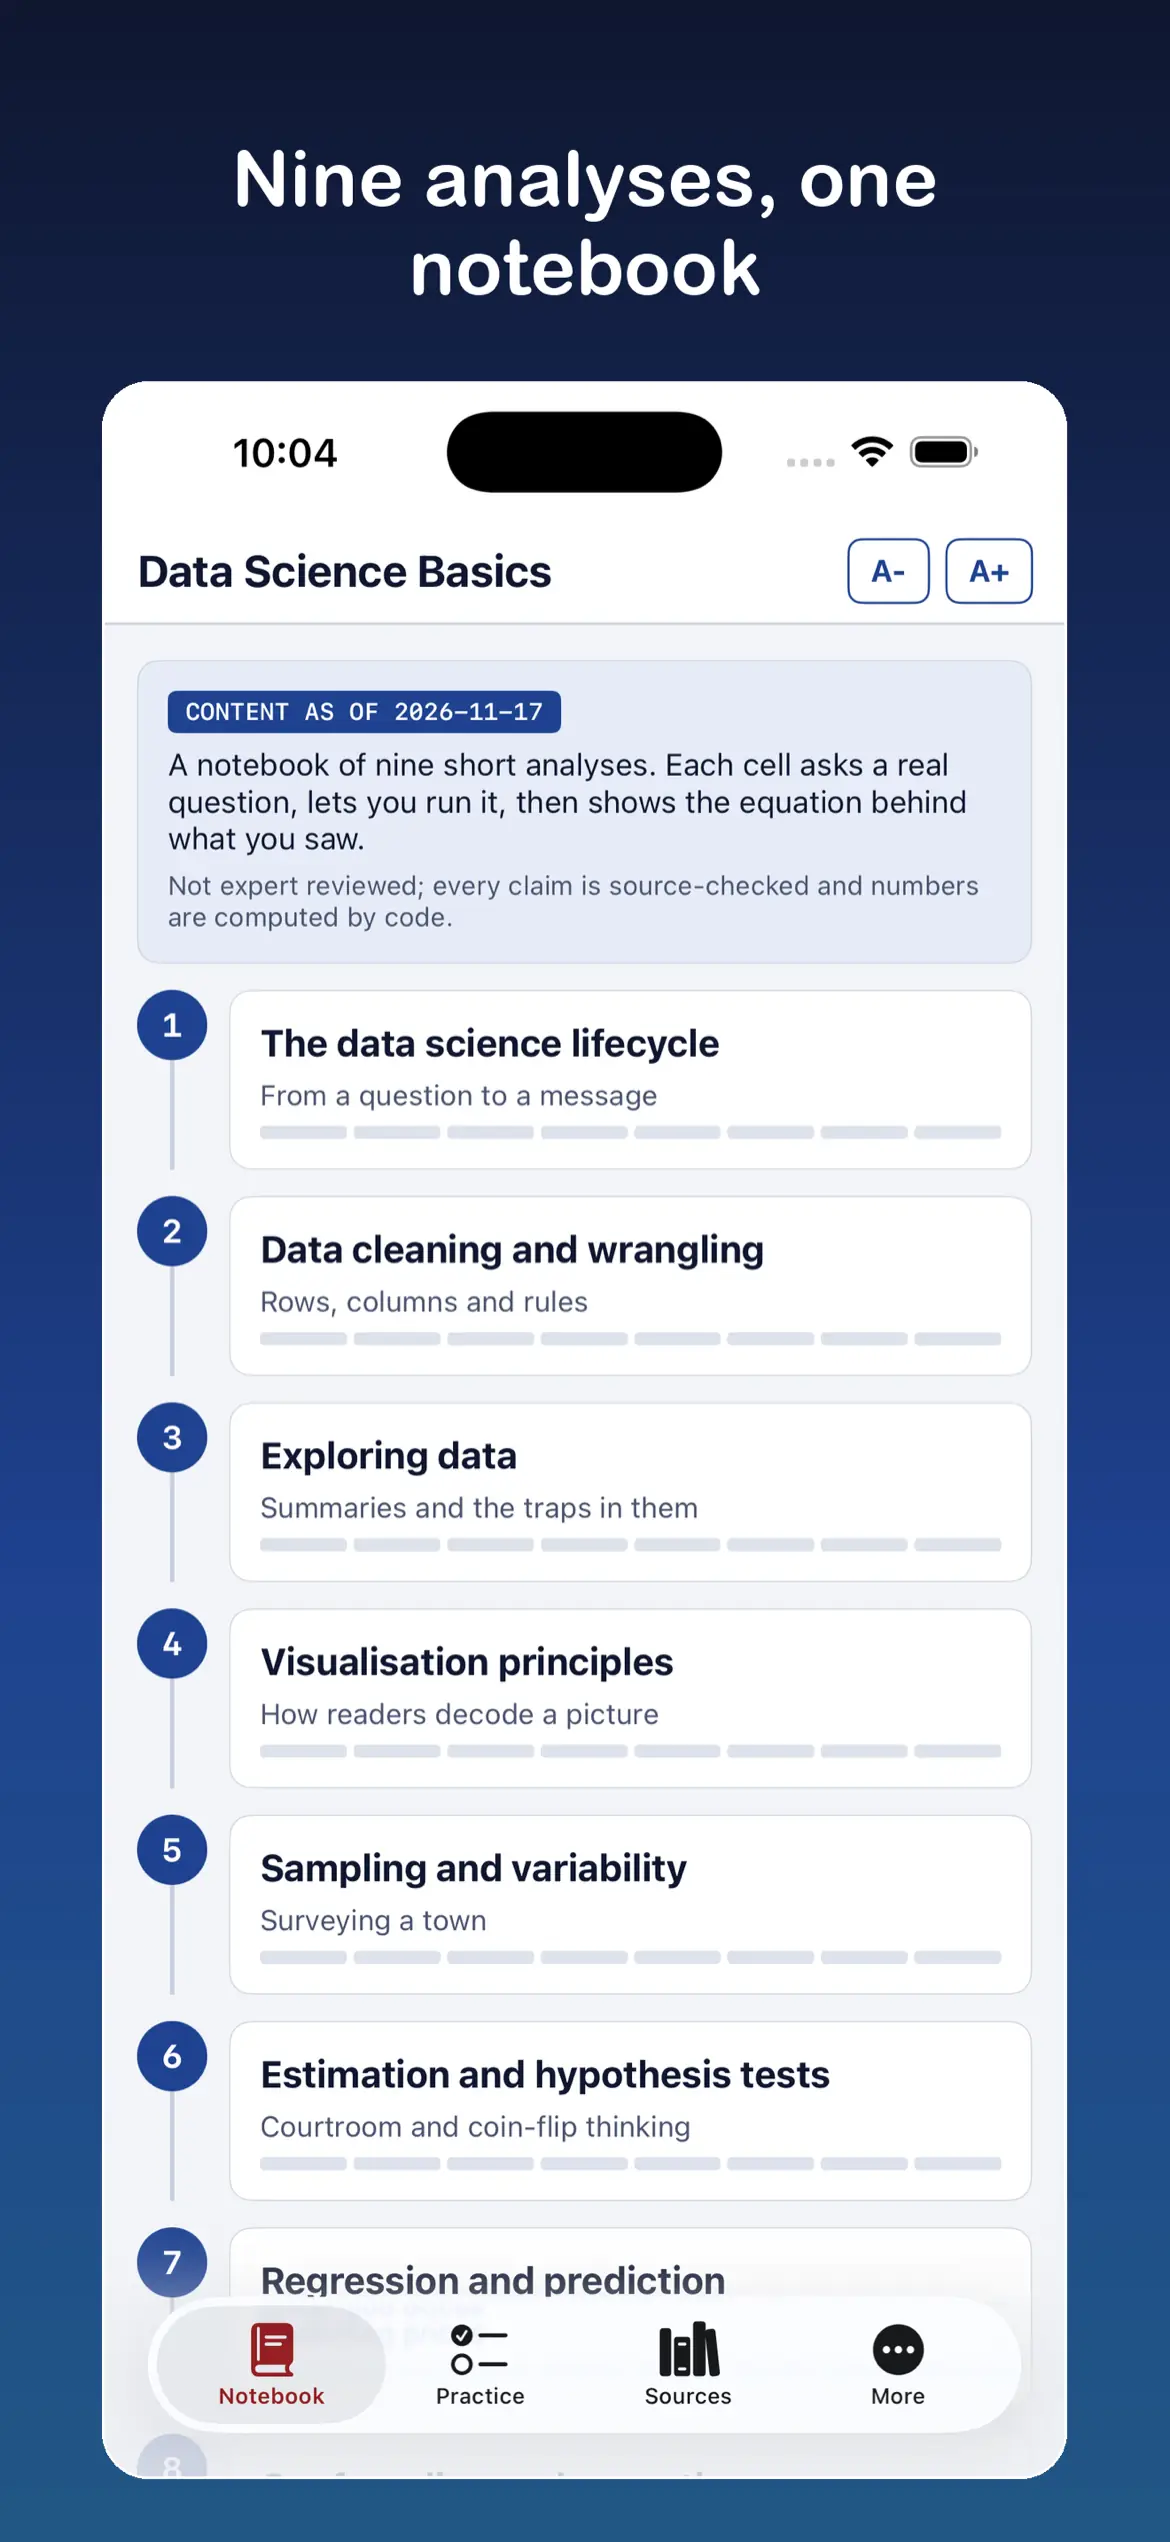 Nine analyses, one
notebook
10:04
Data Science Basics
A-
A+
CONTENT AS OF 2026-11-17
A notebook of nine short analyses. Each cell asks a real
question, lets you run it, then shows the equation behind
what you saw.
Not expert reviewed; every claim is source-checked and numbers
are computed by code.
1
The data science lifecycle
From a question to a message
2
Data cleaning and wrangling
Rows, columns and rules
3
Exploring data
Summaries and the traps in them
4
Visualisation principles
How readers decode a picture
5
Sampling and variability
Surveying a town
6
Estimation and hypothesis tests
Courtroom and coin-flip thinking
7
Regression and prediction
Notebook
Practice
Sources
More
8